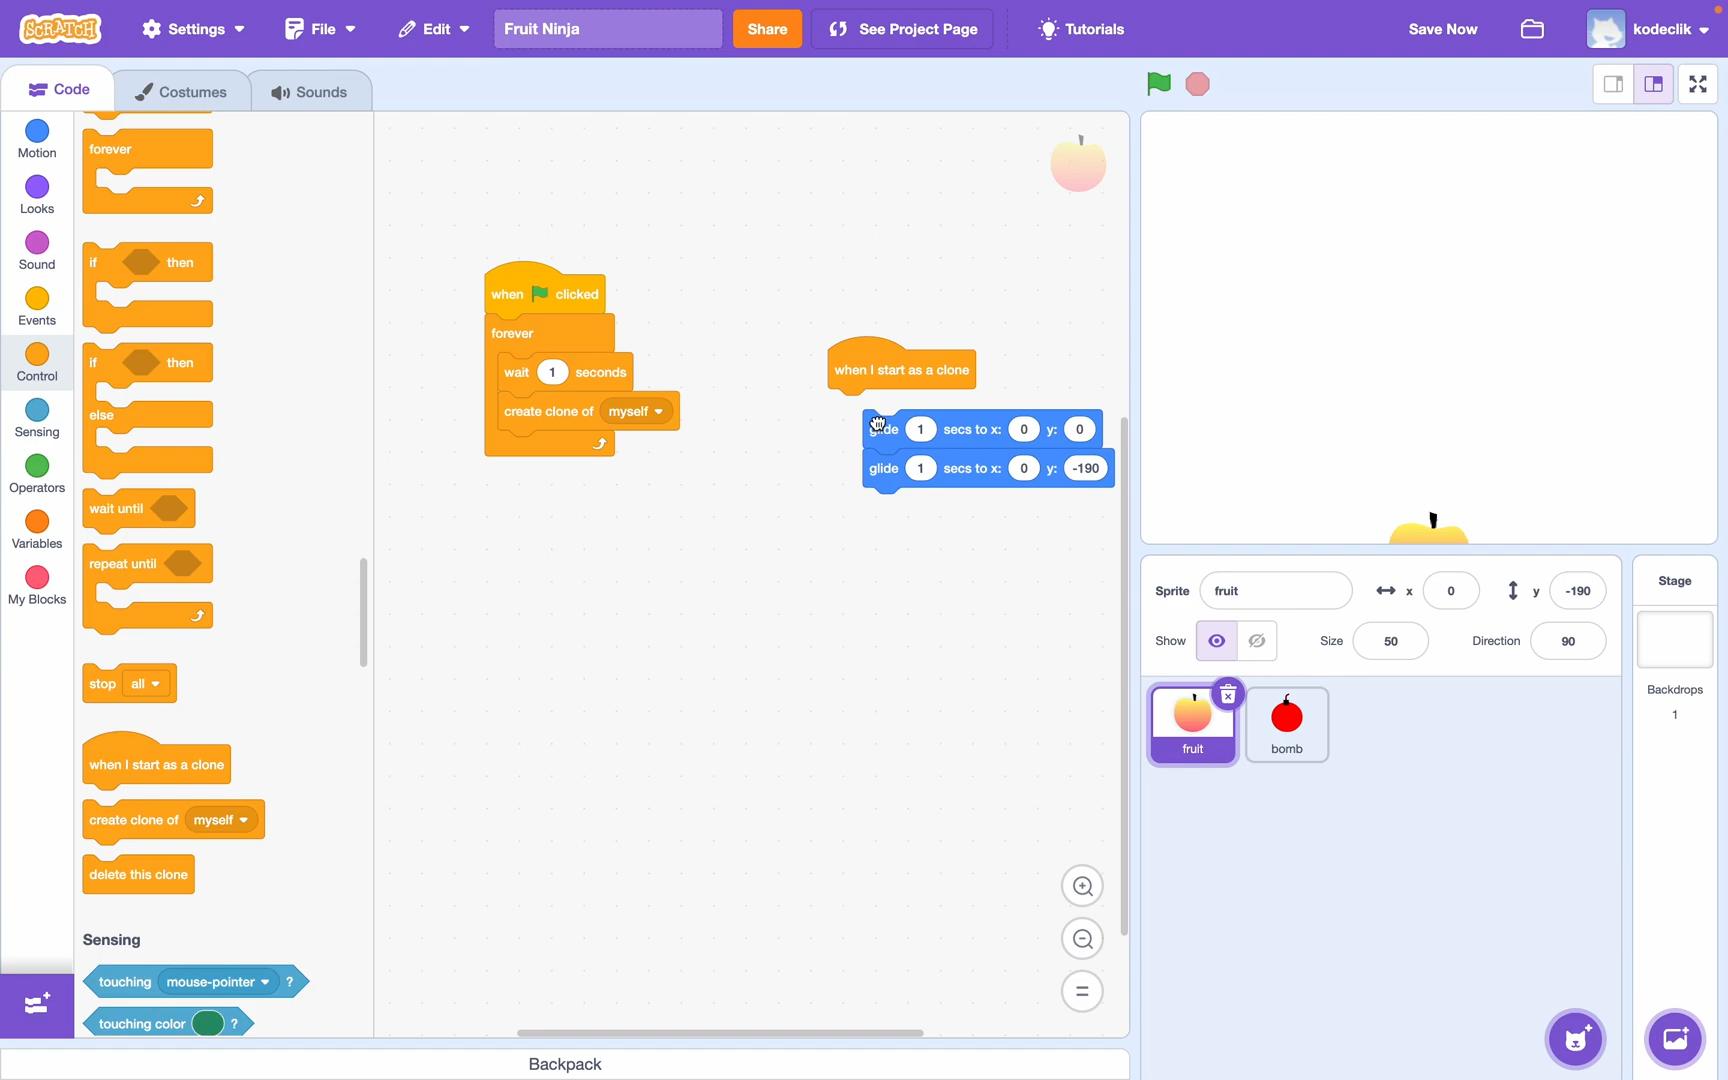 SCRATCH Settings File Edit Fruit Ninja Share See Project Page Tutorials Save Now kodeclik
Code Costumes Sounds
Motion
Looks
Sound
Events
Control
Sensing
Operators
Variables
My Blocks
forever
if then
if then
else
wait until
repeat until
stop all
when I start as a clone
create clone of myself
delete this clone
Sensing
touching mouse-pointer ?
touching color ?
when clicked
forever
wait 1 seconds
create clone of myself
when I start as a clone
glide 1 secs to x: 0 y: 0
glide 1 secs to x: 0 y: -190
Sprite fruit x 0 y -190
Show Size 50 Direction 90
fruit
bomb
Stage
Backdrops
1
Backpack